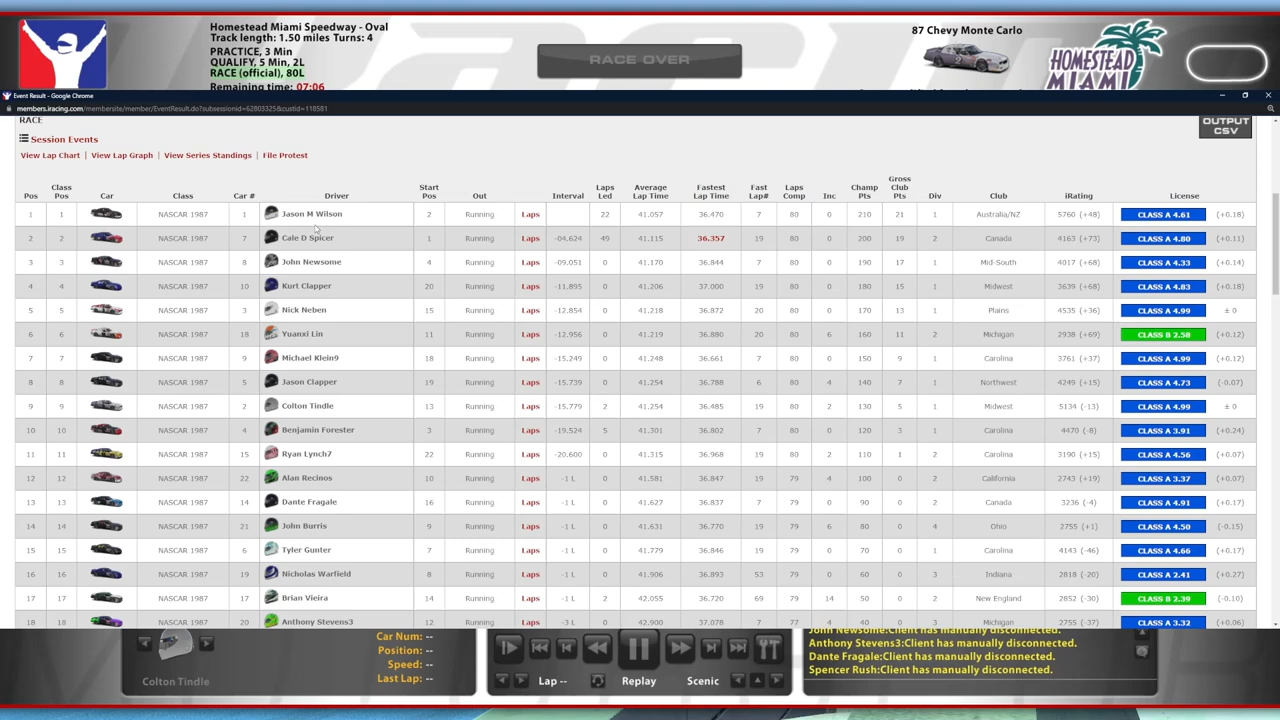 Homestead Miami Speedway - Oval
Track length: 1.50 miles Turns: 4
PRACTICE, 3 Min
QUALIFY, 5 Min, 2L
RACE (official), 80L
Remaining time: 07:06
RACE OVER
87 Chevy Monte Carlo
HOMESTEAD
MIAMI
Event Result - Google Chrome
members.iracing.com/membersite/member/EventResult.do?subsessionid=62803325&custid=118581
RACE
OUTPUT CSV
Session Events
View Lap Chart | View Lap Graph | View Series Standings | File Protest
Pos Class Pos Car Class Car # Driver Start Pos Out Interval Laps Led Average Lap Time Fastest Lap Time Fast Lap# Laps Comp Inc Champ Pts Gross Club Pts Div Club iRating License
1 1 NASCAR 1987 1 Jason M Wilson 2 Running Laps 22 41.057 36.470 7 80 0 210 21 1 Australia/NZ 5760 (+48) CLASS A 4.61 (+0.18)
2 2 NASCAR 1987 7 Cale D Spicer 1 Running Laps -04.624 49 41.115 36.357 19 80 0 200 19 2 Canada 4163 (+73) CLASS A 4.80 (+0.11)
3 3 NASCAR 1987 8 John Newsome 4 Running Laps -09.051 0 41.170 36.844 7 80 0 190 17 1 Mid-South 4017 (+68) CLASS A 4.33 (+0.14)
4 4 NASCAR 1987 10 Kurt Clapper 20 Running Laps -11.895 0 41.206 37.000 19 80 0 180 15 1 Midwest 3639 (+68) CLASS A 4.83 (+0.18)
5 5 NASCAR 1987 3 Nick Neben 15 Running Laps -12.854 0 41.218 36.872 20 80 0 170 13 1 Plains 4535 (+36) CLASS A 4.99 ± 0
6 6 NASCAR 1987 18 Yuanxi Lin 11 Running Laps -12.956 0 41.219 36.880 20 80 6 160 11 2 Michigan 2938 (+69) CLASS B 2.58 (+0.12)
7 7 NASCAR 1987 9 Michael Klein9 18 Running Laps -15.249 0 41.248 36.661 7 80 0 150 9 1 Carolina 3761 (+37) CLASS A 4.99 (+0.12)
8 8 NASCAR 1987 5 Jason Clapper 19 Running Laps -15.739 0 41.254 36.788 6 80 4 140 7 1 Northwest 4249 (+15) CLASS A 4.73 (-0.07)
9 9 NASCAR 1987 2 Colton Tindle 13 Running Laps -15.779 2 41.254 36.485 19 80 2 130 5 1 Midwest 5134 (-13) CLASS A 4.99 ± 0
10 10 NASCAR 1987 4 Benjamin Forester 3 Running Laps -19.524 5 41.301 36.802 7 80 0 120 3 1 Carolina 4470 (-8) CLASS A 3.91 (+0.24)
11 11 NASCAR 1987 15 Ryan Lynch7 22 Running Laps -20.600 0 41.315 36.968 19 80 2 110 1 2 Carolina 3190 (+15) CLASS A 4.56 (+0.07)
12 12 NASCAR 1987 22 Alan Recinos 10 Running Laps -1 L 0 41.581 36.847 19 79 4 100 0 2 California 2743 (+19) CLASS A 3.37 (+0.07)
13 13 NASCAR 1987 14 Dante Fragale 16 Running Laps -1 L 0 41.627 36.837 7 79 0 90 0 2 Canada 3236 (-4) CLASS A 4.91 (+0.17)
14 14 NASCAR 1987 21 John Burris 9 Running Laps -1 L 0 41.631 36.770 19 79 6 80 0 4 Ohio 2755 (+1) CLASS A 4.50 (-0.15)
15 15 NASCAR 1987 6 Tyler Gunter 7 Running Laps -1 L 0 41.779 36.846 19 79 4 70 0 1 Carolina 4143 (-46) CLASS A 4.66 (+0.17)
16 16 NASCAR 1987 19 Nicholas Warfield 8 Running Laps -1 L 0 41.906 36.893 53 79 0 60 0 3 Indiana 2818 (-20) CLASS A 2.41 (+0.27)
17 17 NASCAR 1987 17 Brian Vieira 14 Running Laps -1 L 2 42.055 36.720 69 79 14 50 0 2 New England 2852 (-30) CLASS B 2.39 (-0.10)
18 18 NASCAR 1987 20 Anthony Stevens3 12 Running Laps -3 L 0 42.900 37.078 7 77 4 40 0 3 Michigan 2755 (-37) CLASS A 3.32 (+0.06)
Colton Tindle
Car Num: --
Position: --
Speed: --
Last Lap: --
Lap --
Replay
Scenic
John Newsome:Client has manually disconnected.
Anthony Stevens3:Client has manually disconnected.
Dante Fragale:Client has manually disconnected.
Spencer Rush:Client has manually disconnected.